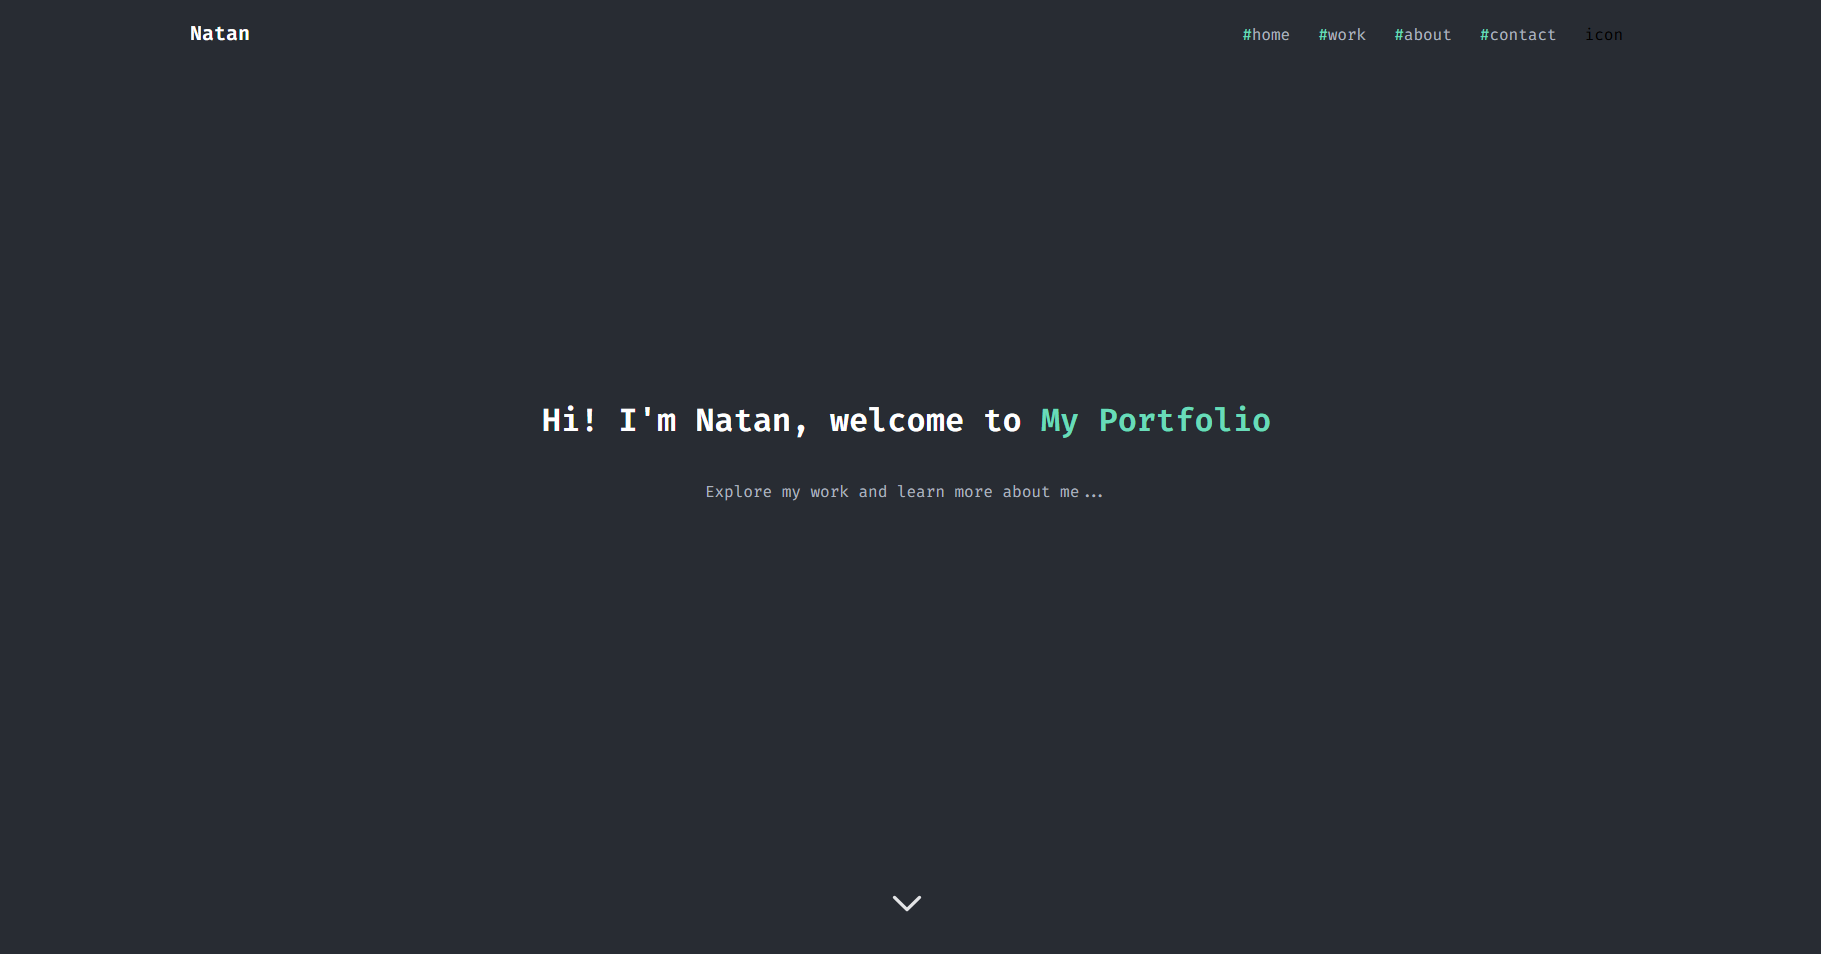 Natan
#home #work #about #contact icon
Hi! I'm Natan, welcome to My Portfolio
Explore my work and learn more about me...